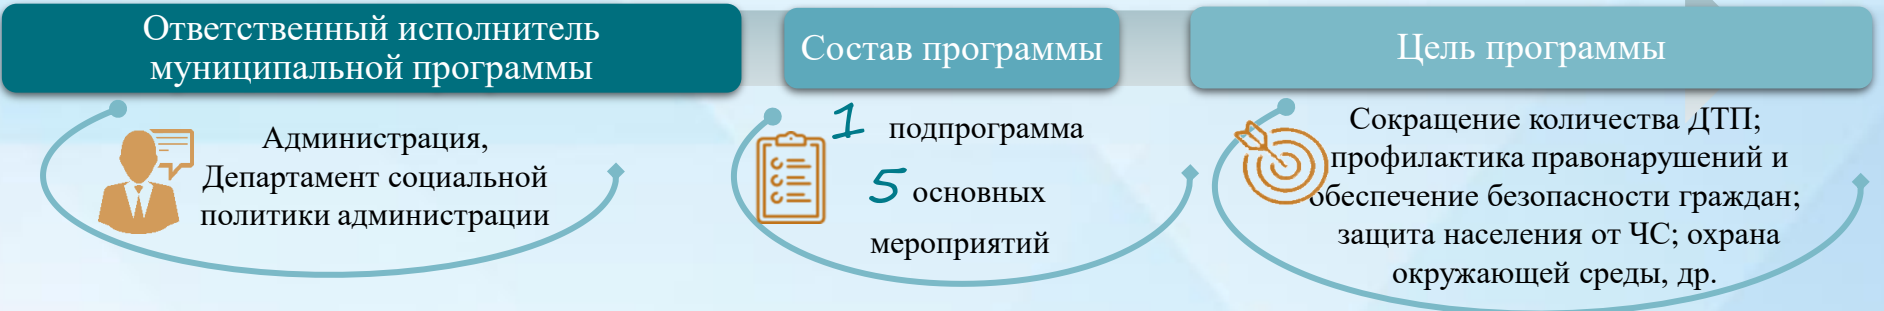 Ответственный исполнитель
муниципальной программы
Администрация,
Департамент социальной
политики администрации
Состав программы
1 подпрограмма
5 основных
мероприятий
Цель программы
Сокращение количества ДТП;
профилактика правонарушений и
обеспечение безопасности граждан;
защита населения от ЧС; охрана
окружающей среды, др.